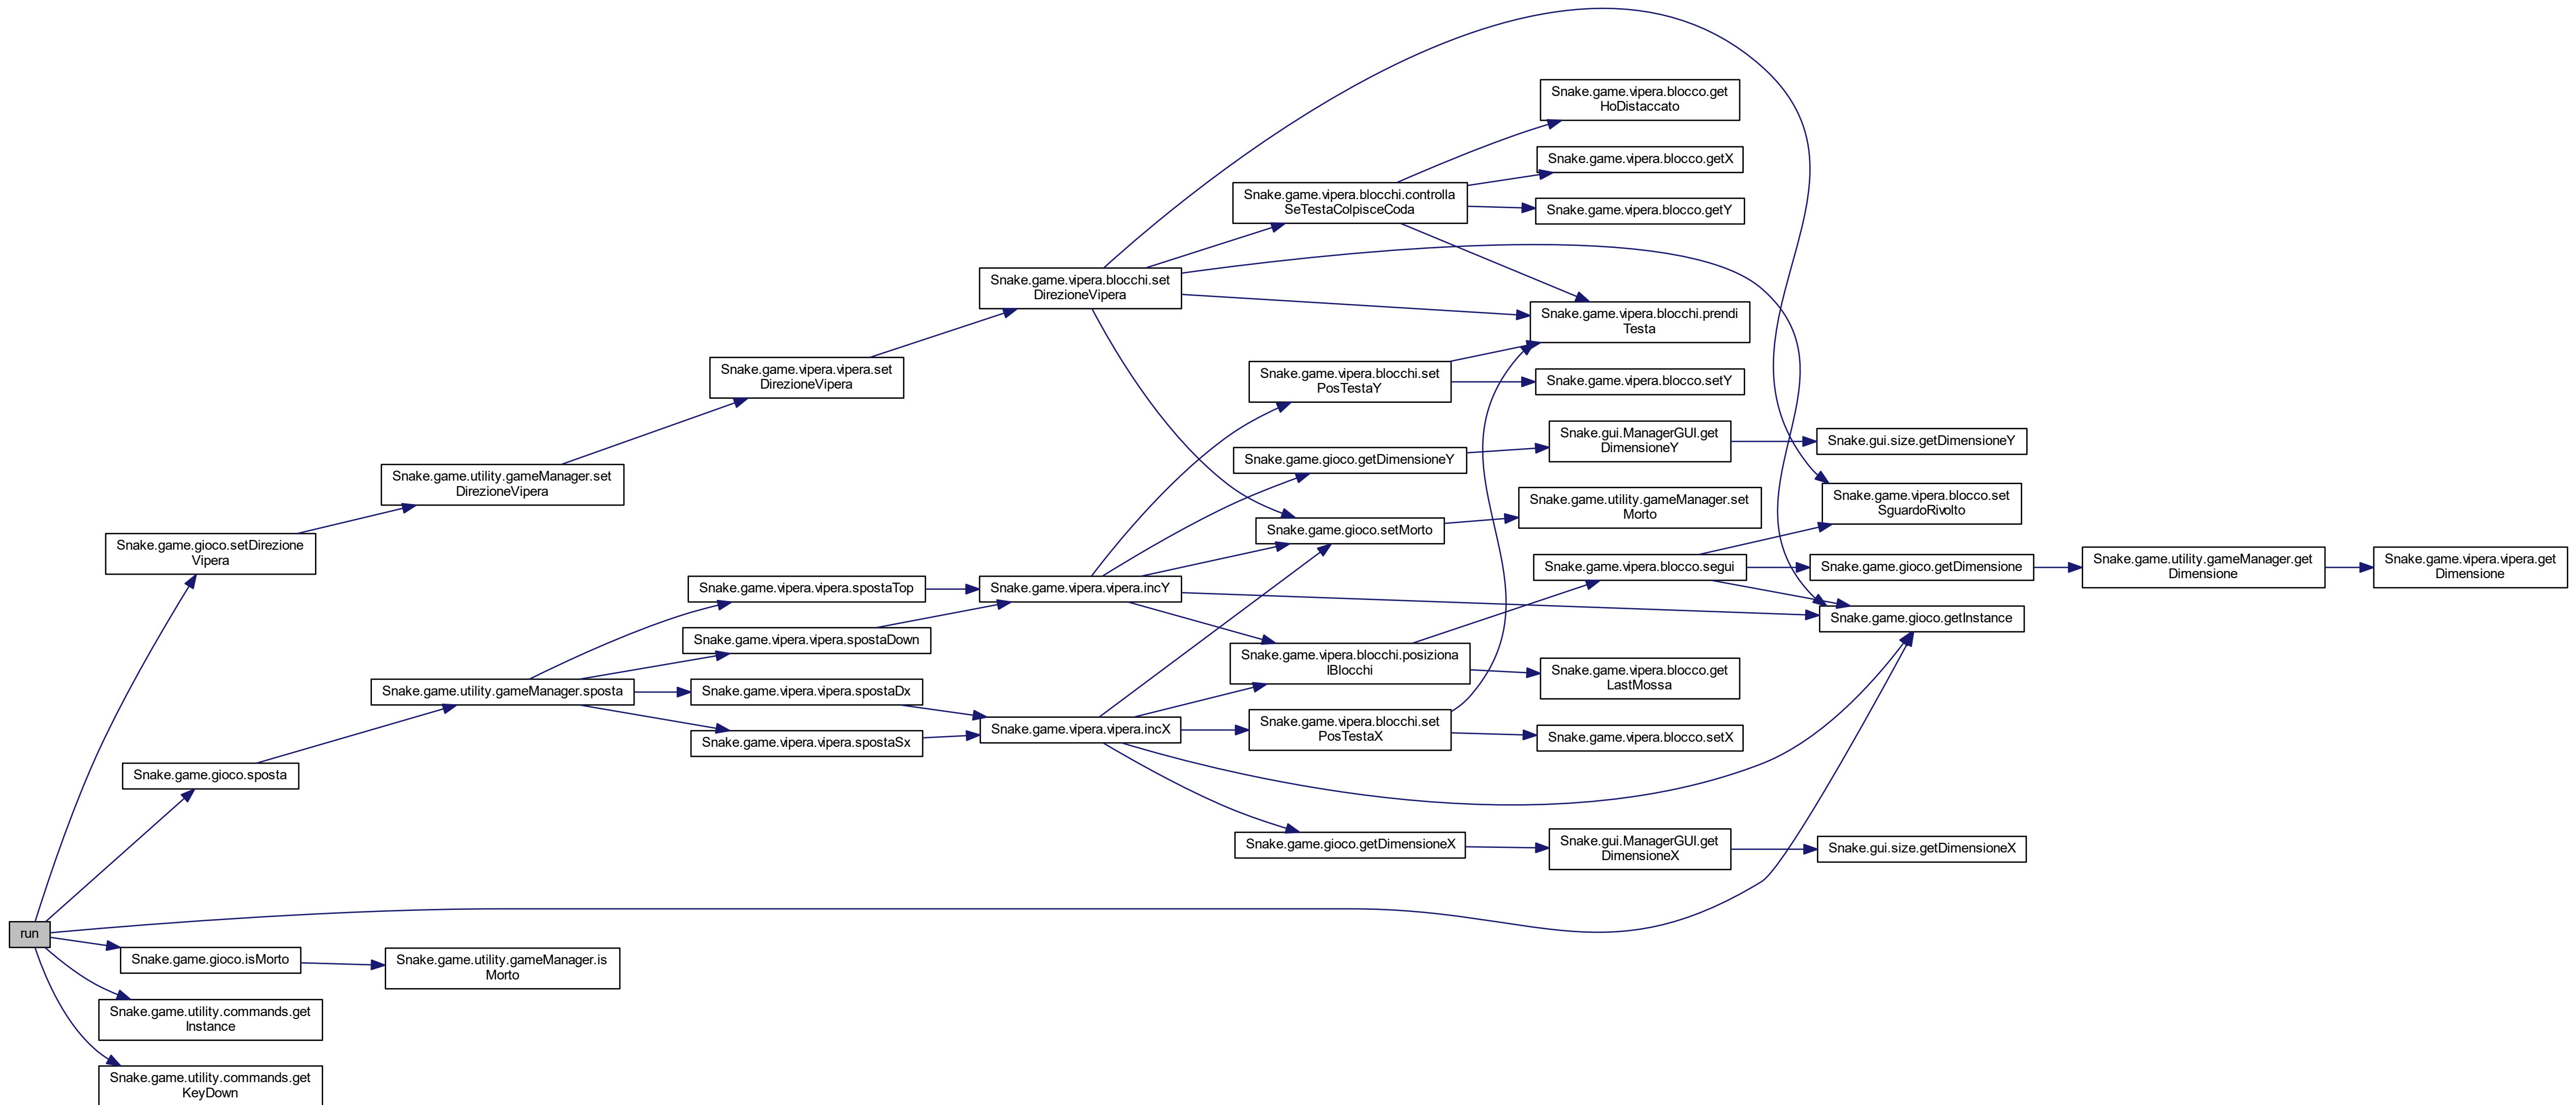 run
Snake.game.gioco.setDirezione
Vipera
Snake.game.gioco.sposta
Snake.game.gioco.isMorto
Snake.game.utility.commands.get
Instance
Snake.game.utility.commands.get
KeyDown
Snake.game.utility.gameManager.set
DirezioneVipera
Snake.game.utility.gameManager.sposta
Snake.game.utility.gameManager.is
Morto
Snake.game.vipera.vipera.set
DirezioneVipera
Snake.game.vipera.vipera.spostaTop
Snake.game.vipera.vipera.spostaDown
Snake.game.vipera.vipera.spostaDx
Snake.game.vipera.vipera.spostaSx
Snake.game.vipera.blocchi.set
DirezioneVipera
Snake.game.vipera.vipera.incY
Snake.game.vipera.vipera.incX
Snake.game.vipera.blocchi.controlla
SeTestaColpisceCoda
Snake.game.vipera.blocchi.set
PosTestaY
Snake.game.gioco.getDimensioneY
Snake.game.gioco.setMorto
Snake.game.vipera.blocchi.posiziona
IBlocchi
Snake.game.vipera.blocchi.set
PosTestaX
Snake.game.gioco.getDimensioneX
Snake.game.vipera.blocco.get
HoDistaccato
Snake.game.vipera.blocco.getX
Snake.game.vipera.blocco.getY
Snake.game.vipera.blocchi.prendi
Testa
Snake.game.vipera.blocco.setY
Snake.gui.ManagerGUI.get
DimensioneY
Snake.game.utility.gameManager.set
Morto
Snake.game.vipera.blocco.segui
Snake.game.vipera.blocco.get
LastMossa
Snake.game.vipera.blocco.setX
Snake.gui.ManagerGUI.get
DimensioneX
Snake.gui.size.getDimensioneY
Snake.game.vipera.blocco.set
SguardoRivolto
Snake.game.gioco.getDimensione
Snake.game.gioco.getInstance
Snake.gui.size.getDimensioneX
Snake.game.utility.gameManager.get
Dimensione
Snake.game.vipera.vipera.get
Dimensione